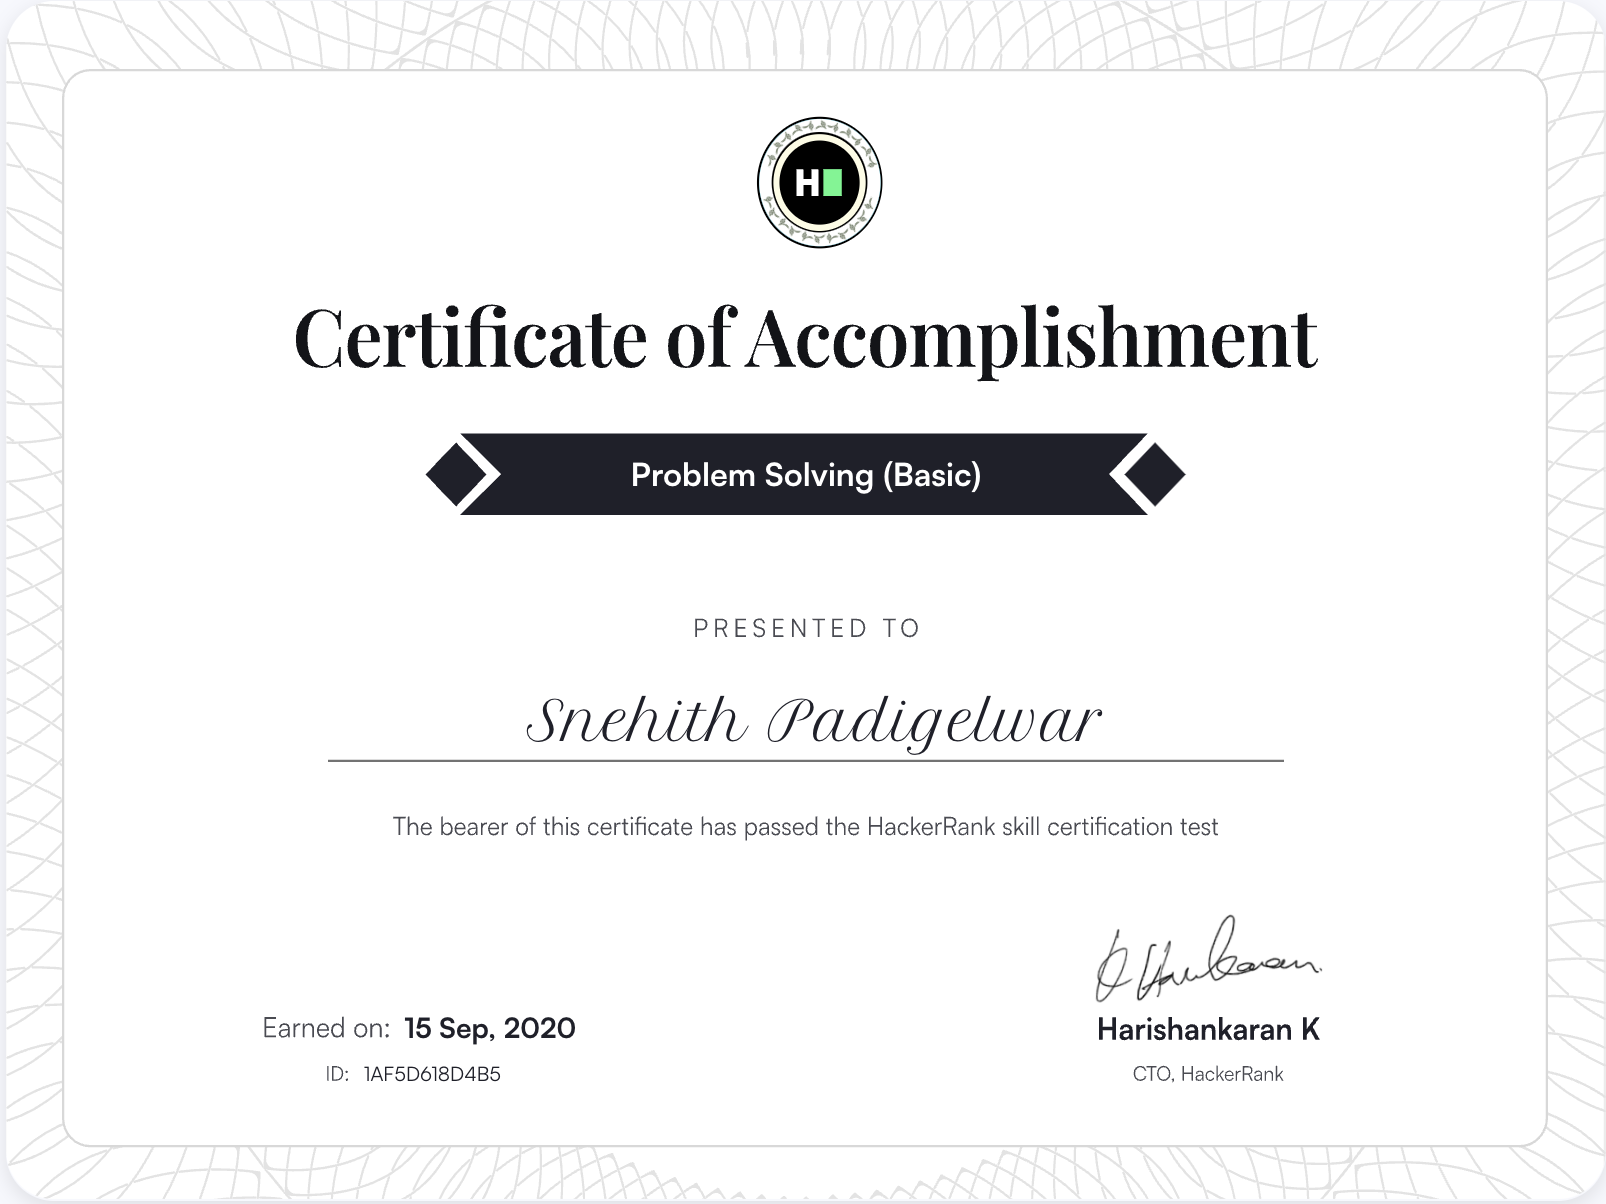 H
Certificate of Accomplishment
Problem Solving (Basic)
PRESENTED TO
Snehith Padigelwar
The bearer of this certificate has passed the HackerRank skill certification test
Earned on: 15 Sep, 2020
ID: 1AF5D618D4B5
Harishankaran K
CTO, HackerRank